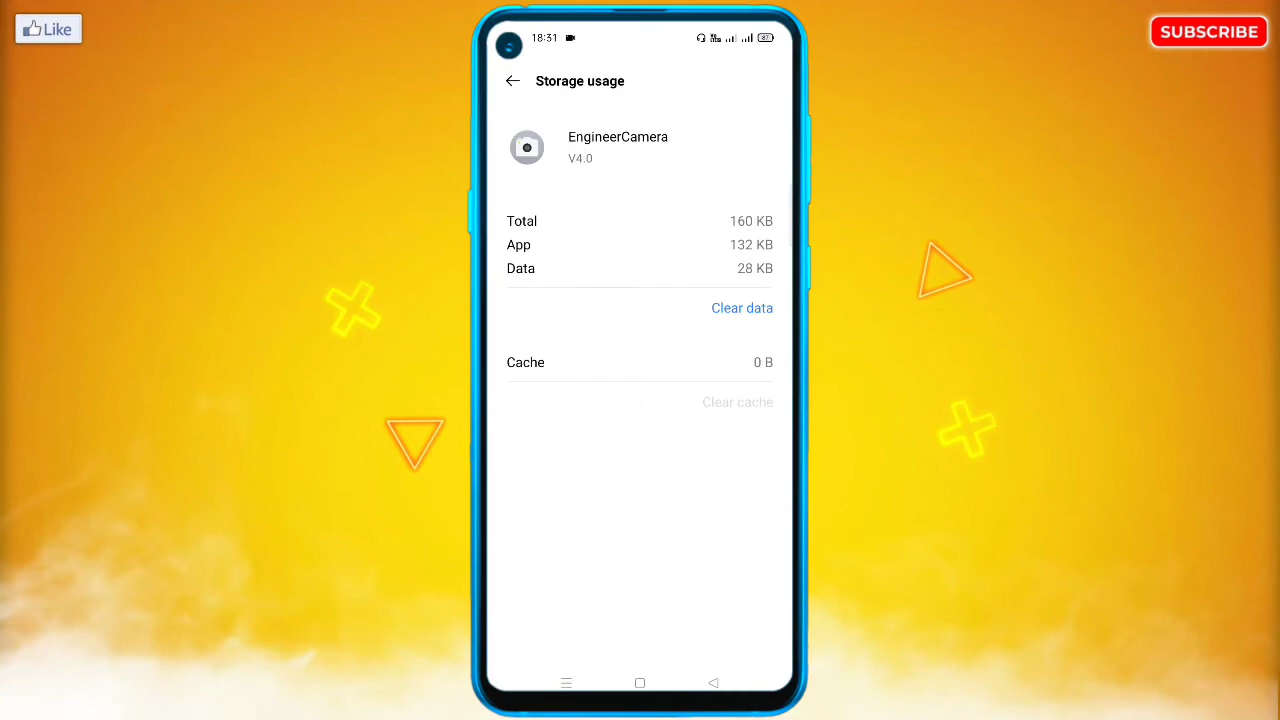 Like
SUBSCRIBE
18:31
87
Storage usage
EngineerCamera
V4.0
Total 160 KB
App 132 KB
Data 28 KB
Clear data
Cache 0 B
Clear cache